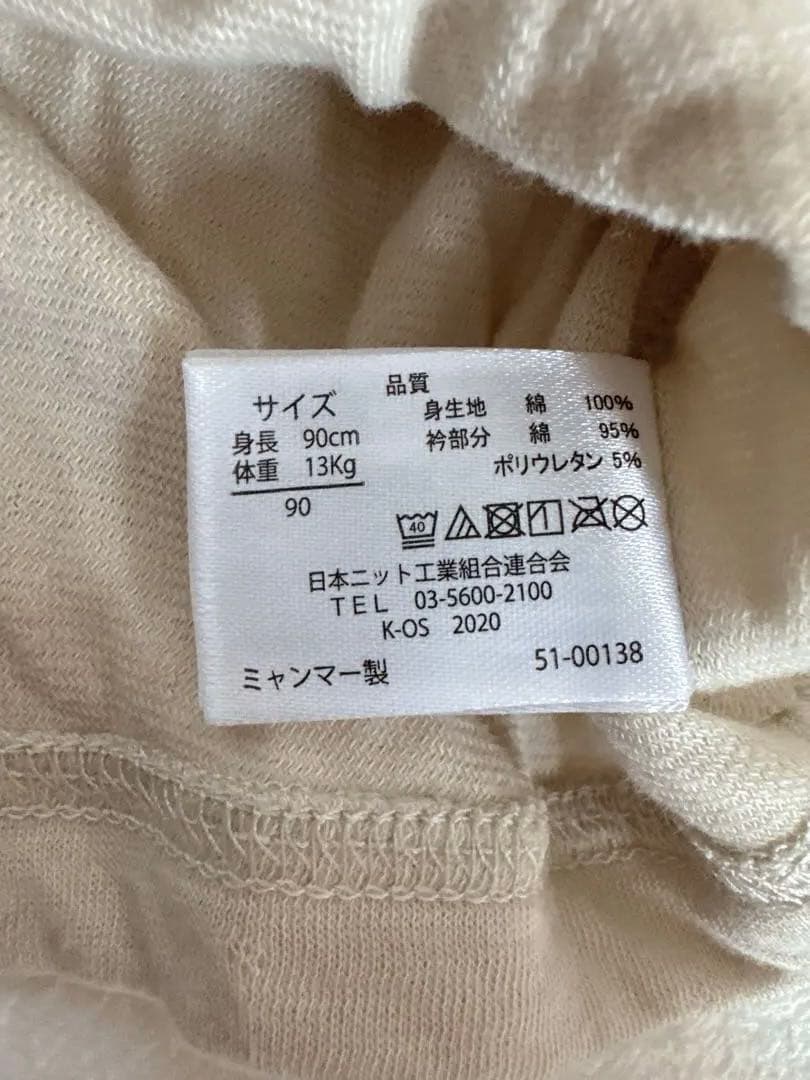 サイズ
身長 90cm
体重 13Kg
90
品質
身生地 綿 100%
衿部分 綿 95%
ポリウレタン 5%
40
日本ニット工業組合連合会
TEL 03-5600-2100
K-OS 2020
ミャンマー製 51-00138